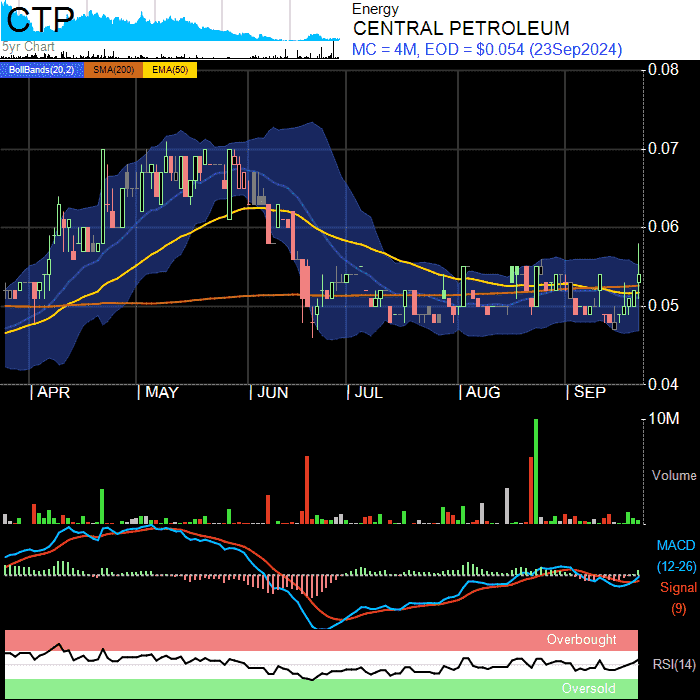 CTP
5yr Chart
Energy
CENTRAL PETROLEUM
MC = 4M, EOD = $0.054 (23Sep2024)
BollBands(20,2) SMA(200) EMA(50)
0.08
0.07
0.06
0.05
0.04
APR MAY JUN JUL AUG SEP
10M
Volume
MACD
(12-26)
Signal
(9)
Overbought
RSI(14)
Oversold